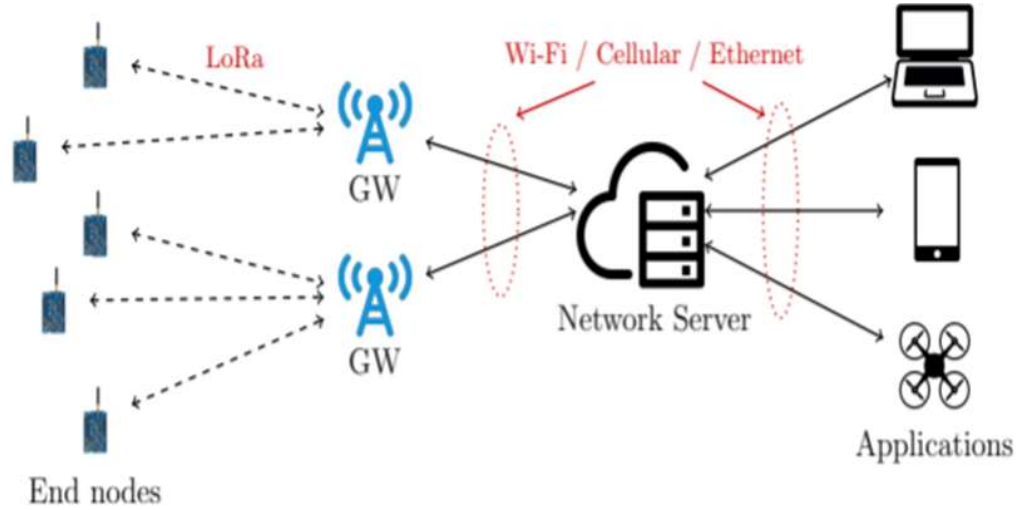 LoRa
Wi-Fi / Cellular / Ethernet
GW
GW
Network Server
Applications
End nodes